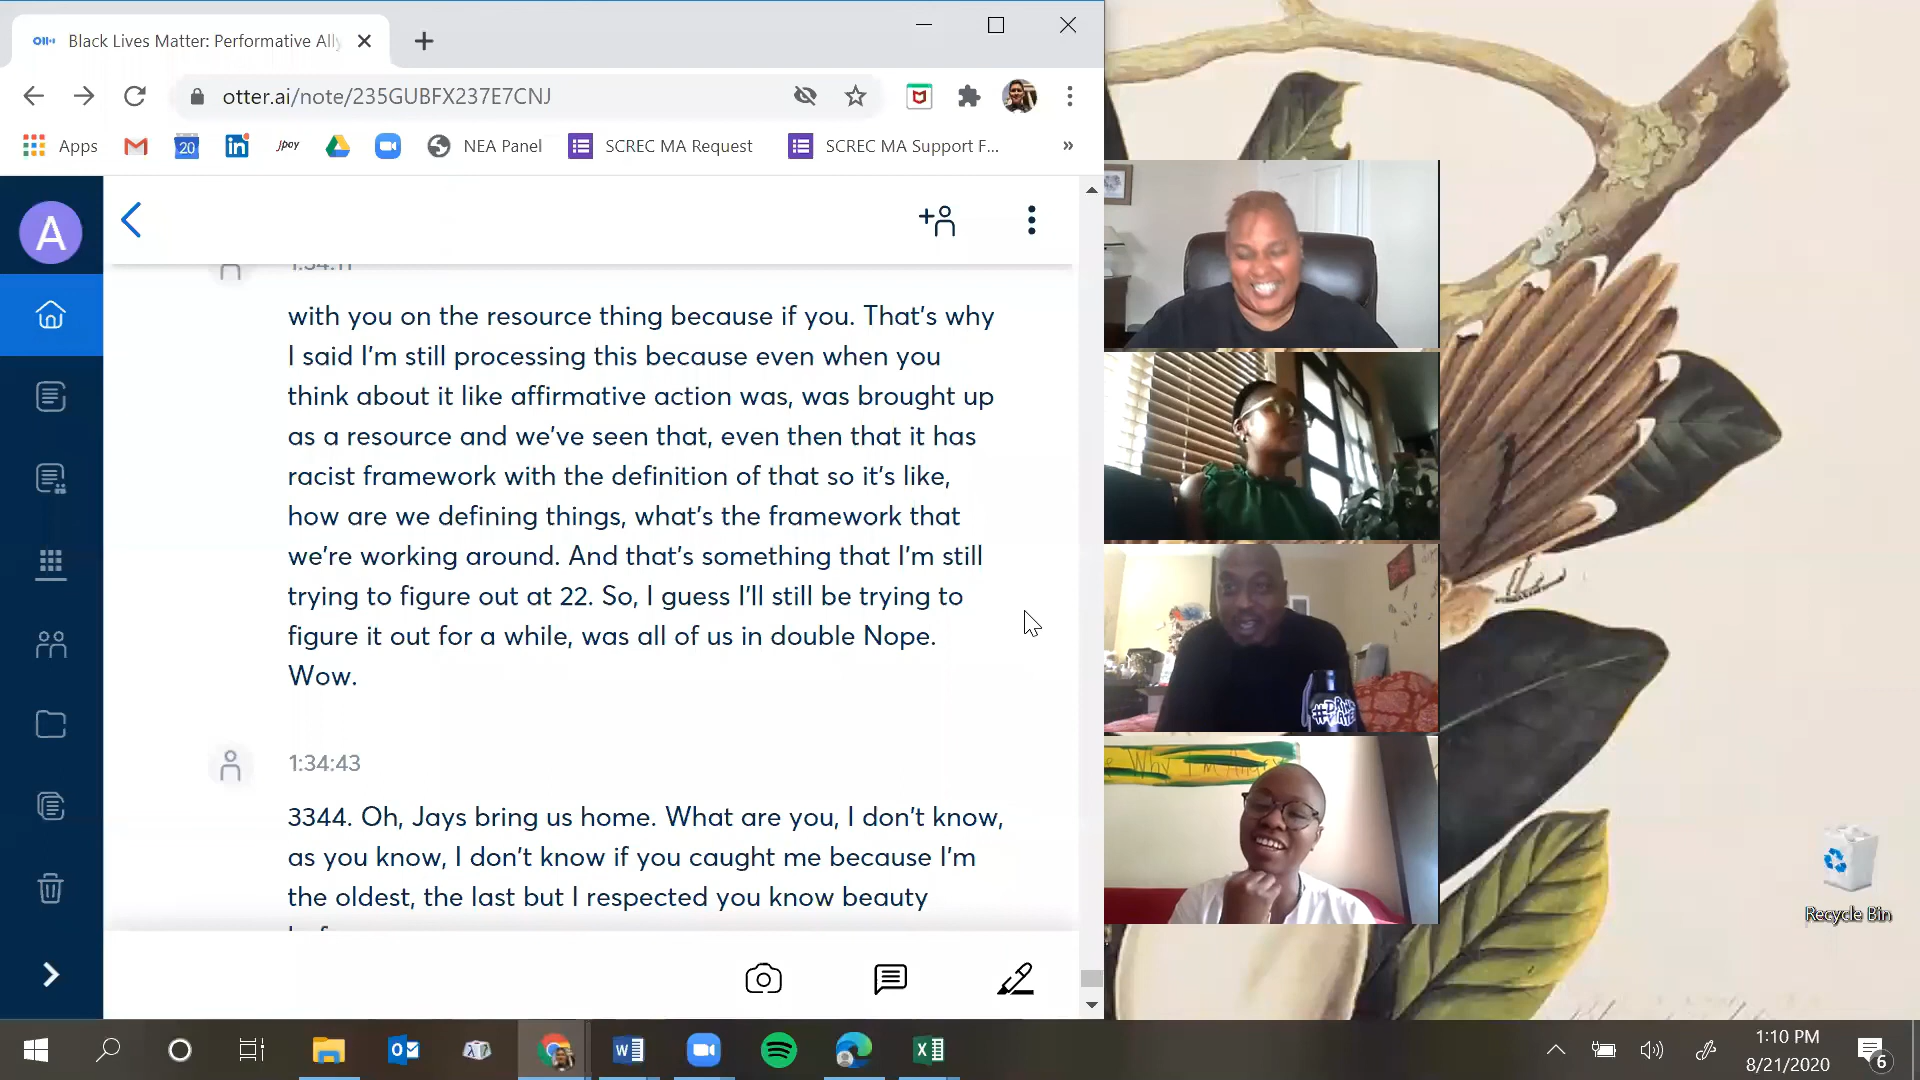 Black Lives Matter: Performative Ally
otter.ai/note/235GUBFX237E7CNJ
Apps
20
Jpay
NEA Panel
SCREC MA Request
SCREC MA Support F...
A
1:34:11
with you on the resource thing because if you. That's why
I said I'm still processing this because even when you
think about it like affirmative action was, was brought up
as a resource and we've seen that, even then that it has
racist framework with the definition of that so it's like,
how are we defining things, what's the framework that
we're working around. And that's something that I'm still
trying to figure out at 22. So, I guess I'll still be trying to
figure it out for a while, was all of us in double Nope.
Wow.
1:34:43
3344. Oh, Jays bring us home. What are you, I don't know,
as you know, I don't know if you caught me because I'm
the oldest, the last but I respected you know beauty
Why I'm
Recycle Bin
1:10 PM
8/21/2020
6